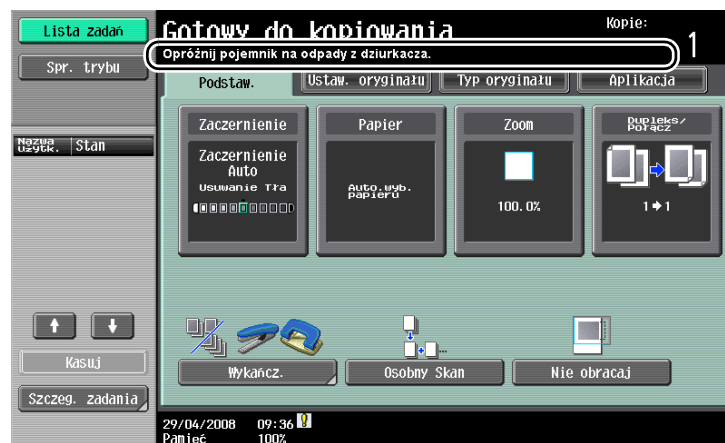 Lista zadań
Spr. trybu
Nazwa Użytk.
Stan
Kasuj
Szczeg. zadania
Gotowy do kopiowania
Kopie:
1
Opróżnij pojemnik na odpady z dziurkacza.
Podstaw.
Ustaw. oryginału
Typ oryginału
Aplikacja
Zaczernienie
Zaczernienie
Auto
Usuwanie Tła
Papier
Auto.wyb.
papieru
Zoom
100.0%
Dupleks/
Połącz
1➔1
Wykańcz.
Osobny Skan
Nie obracaj
29/04/2008 09:36
Pamięć 100%